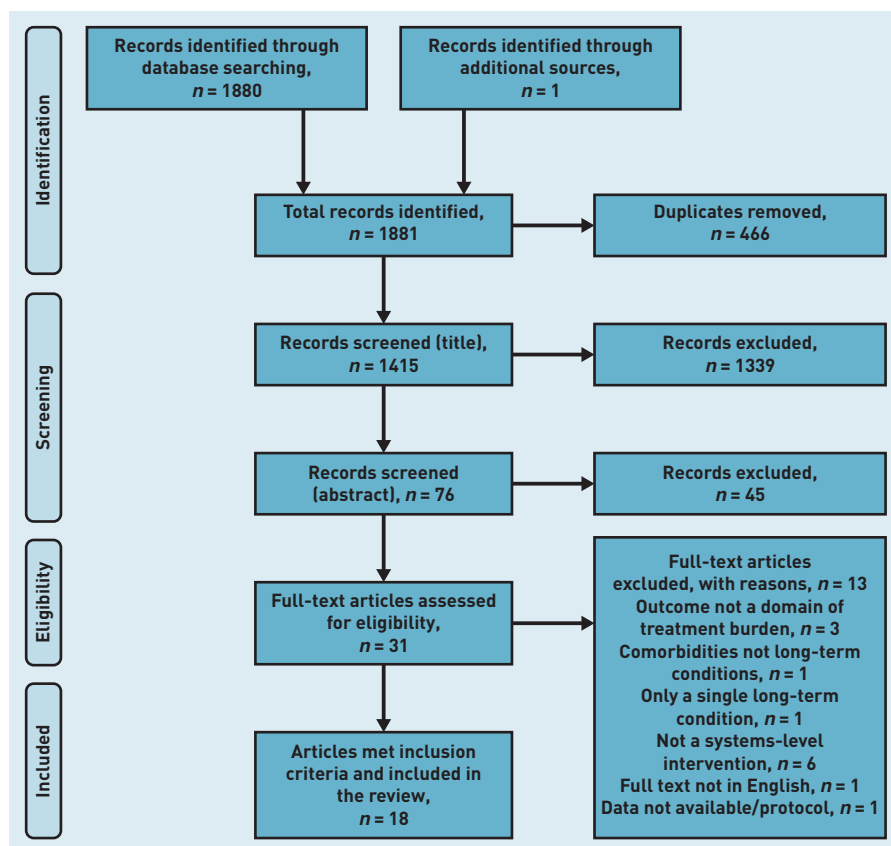 Identification
Records identified through
database searching,
n = 1880
Records identified through
additional sources,
n = 1
Total records identified,
n = 1881
Duplicates removed,
n = 466
Screening
Records screened (title),
n = 1415
Records excluded,
n = 1339
Records screened
(abstract), n = 76
Records excluded,
n = 45
Eligibility
Full-text articles assessed
for eligibility,
n = 31
Full-text articles
excluded, with reasons, n = 13
Outcome not a domain of
treatment burden, n = 3
Comorbidities not long-term
conditions, n = 1
Only a single long-term
condition, n = 1
Not a systems-level
intervention, n = 6
Full text not in English, n = 1
Data not available/protocol, n = 1
Included
Articles met inclusion
criteria and included in
the review,
n = 18